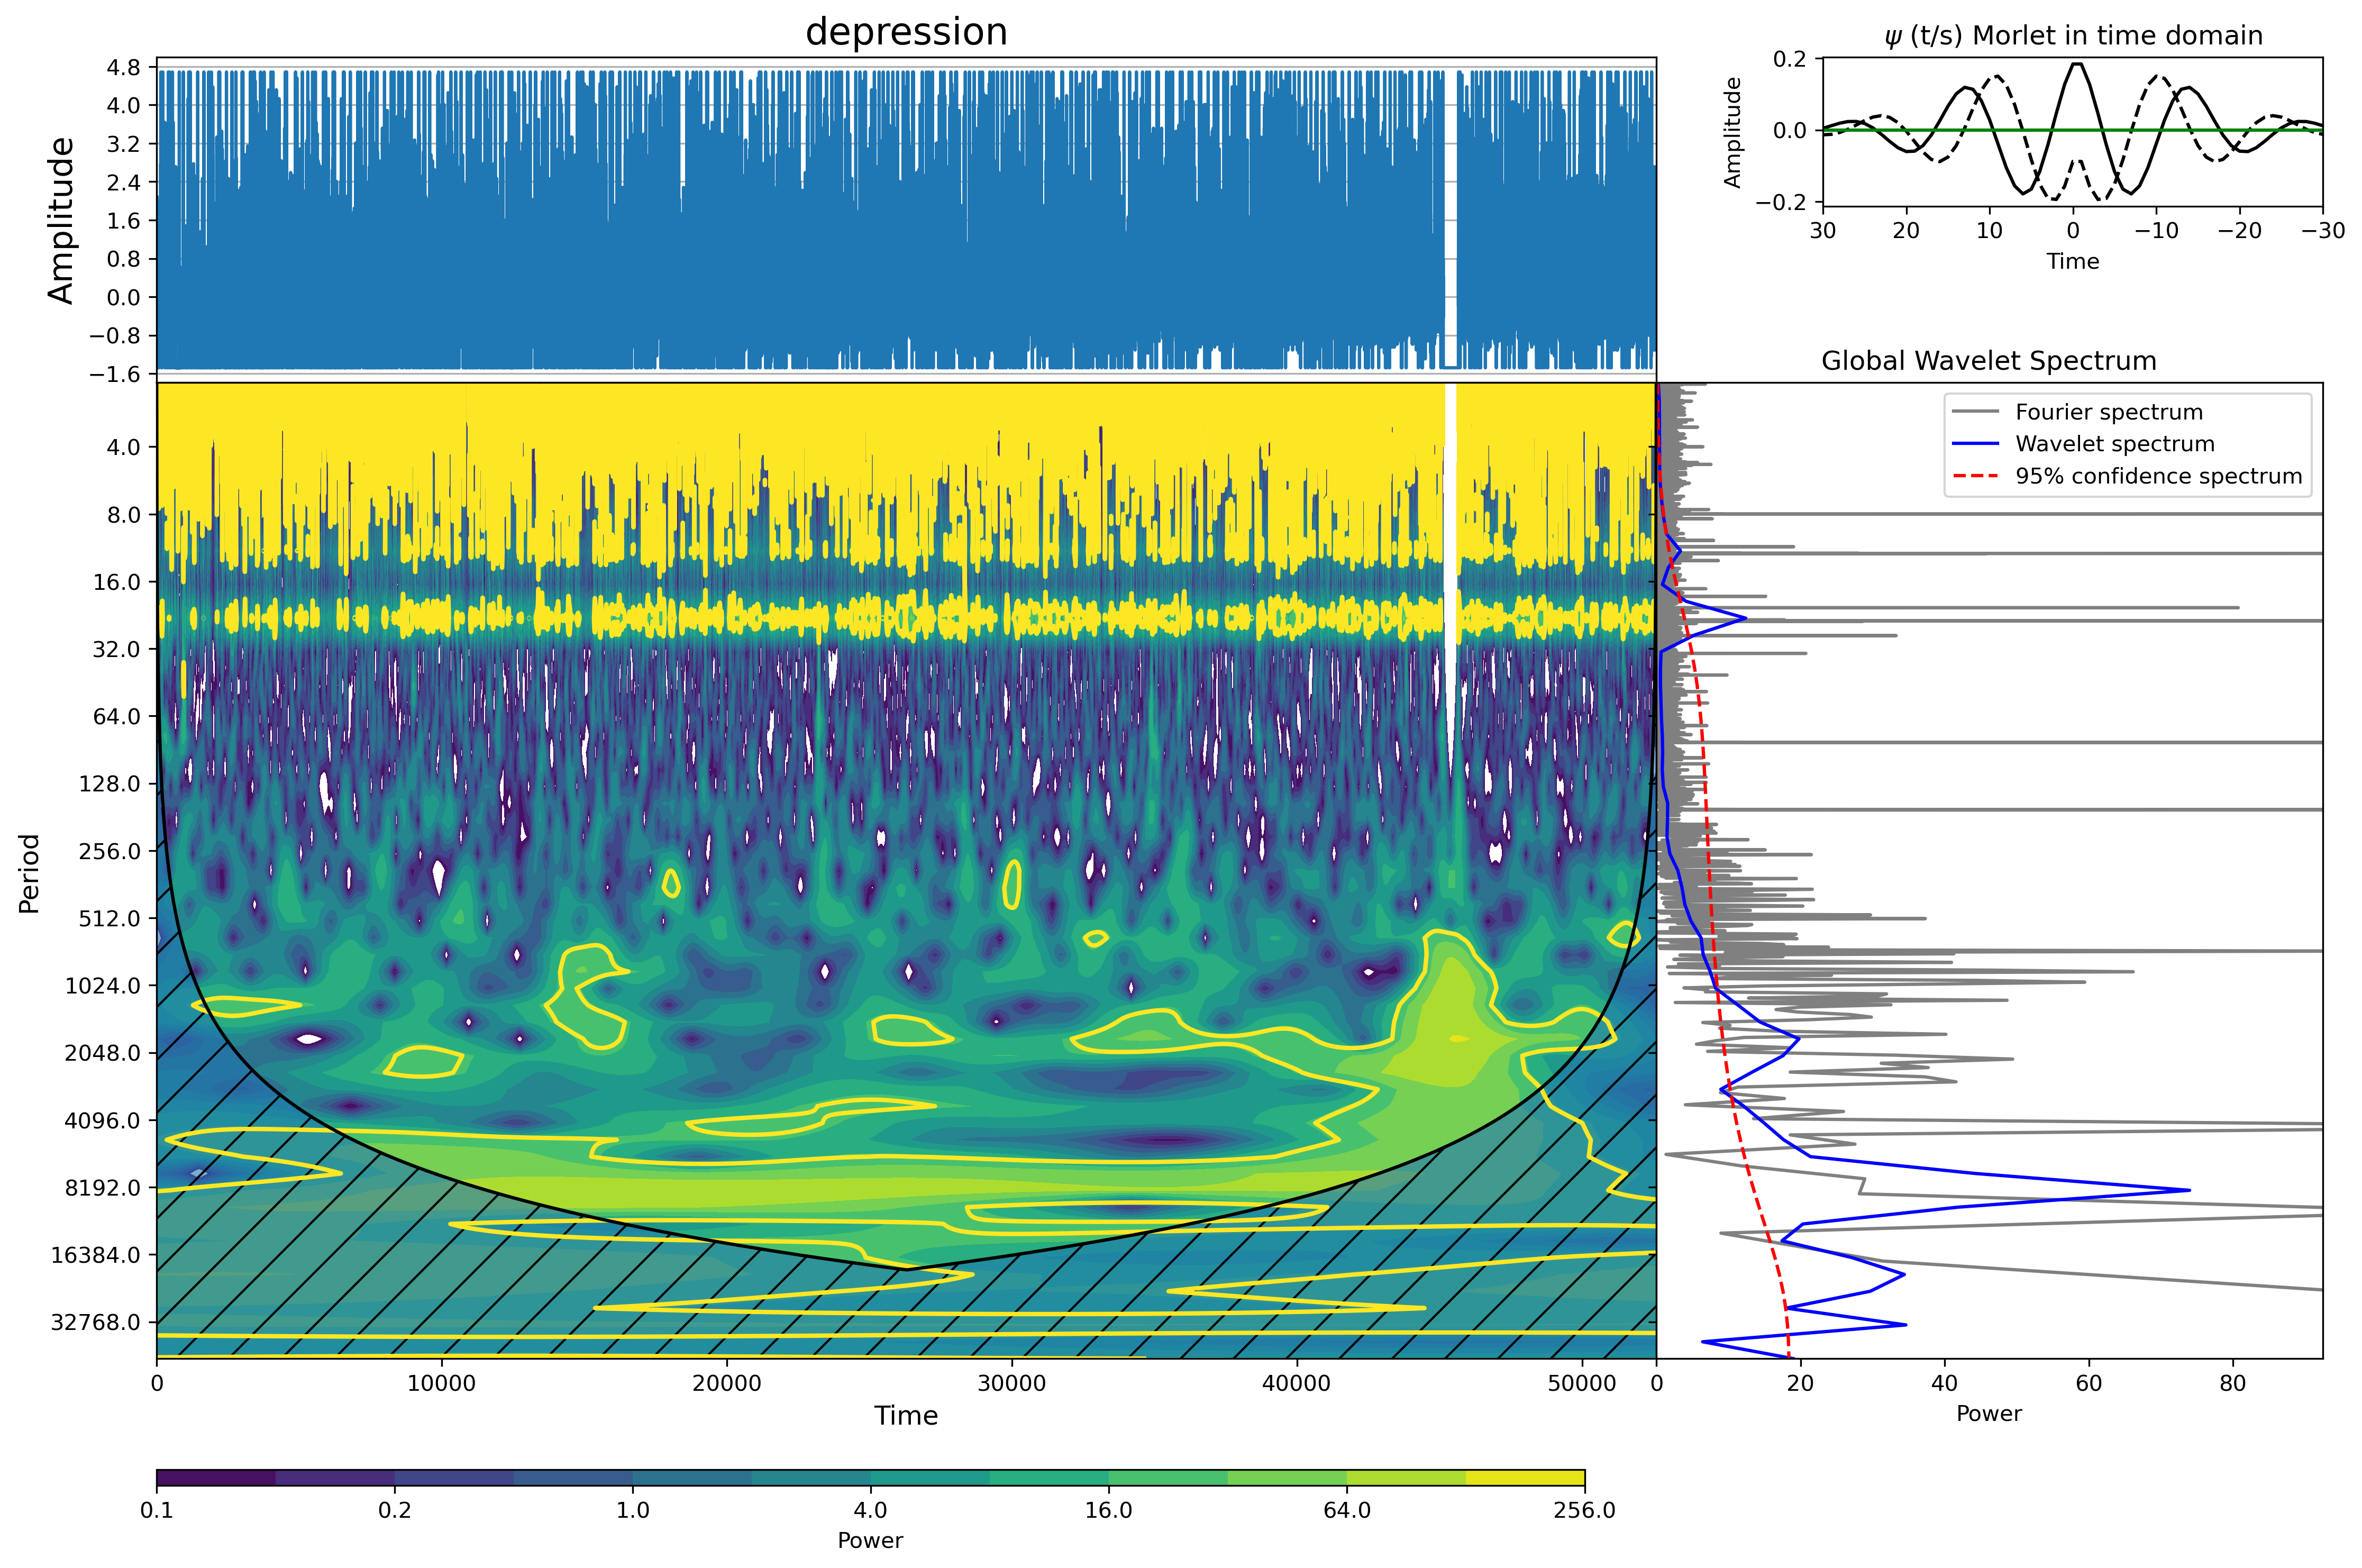 depression
Amplitude
4.8
4.0
3.2
2.4
1.6
0.8
0.0
−0.8
−1.6
ψ (t/s) Morlet in time domain
Amplitude
0.2
0.0
−0.2
30 20 10 0 −10 −20 −30
Time
Period
4.0
8.0
16.0
32.0
64.0
128.0
256.0
512.0
1024.0
2048.0
4096.0
8192.0
16384.0
32768.0
0 10000 20000 30000 40000 50000
Time
Global Wavelet Spectrum
Fourier spectrum
Wavelet spectrum
95% confidence spectrum
0 20 40 60 80
Power
0.1 0.2 1.0 4.0 16.0 64.0 256.0
Power